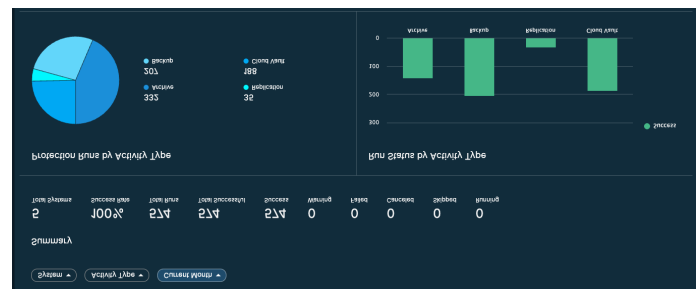 System
Activity Type
Current Month
Summary
5
100%
574
574
574
0
0
0
0
0
Total Systems
Success Rate
Total Runs
Total Successful
Success
Warning
Failed
Canceled
Skipped
Running
Protection Runs by Activity Type
Archive
332
Replication
35
Backup
207
Cloud Vault
188
Run Status by Activity Type
300
200
100
0
Archive
Backup
Replication
Cloud Vault
Success